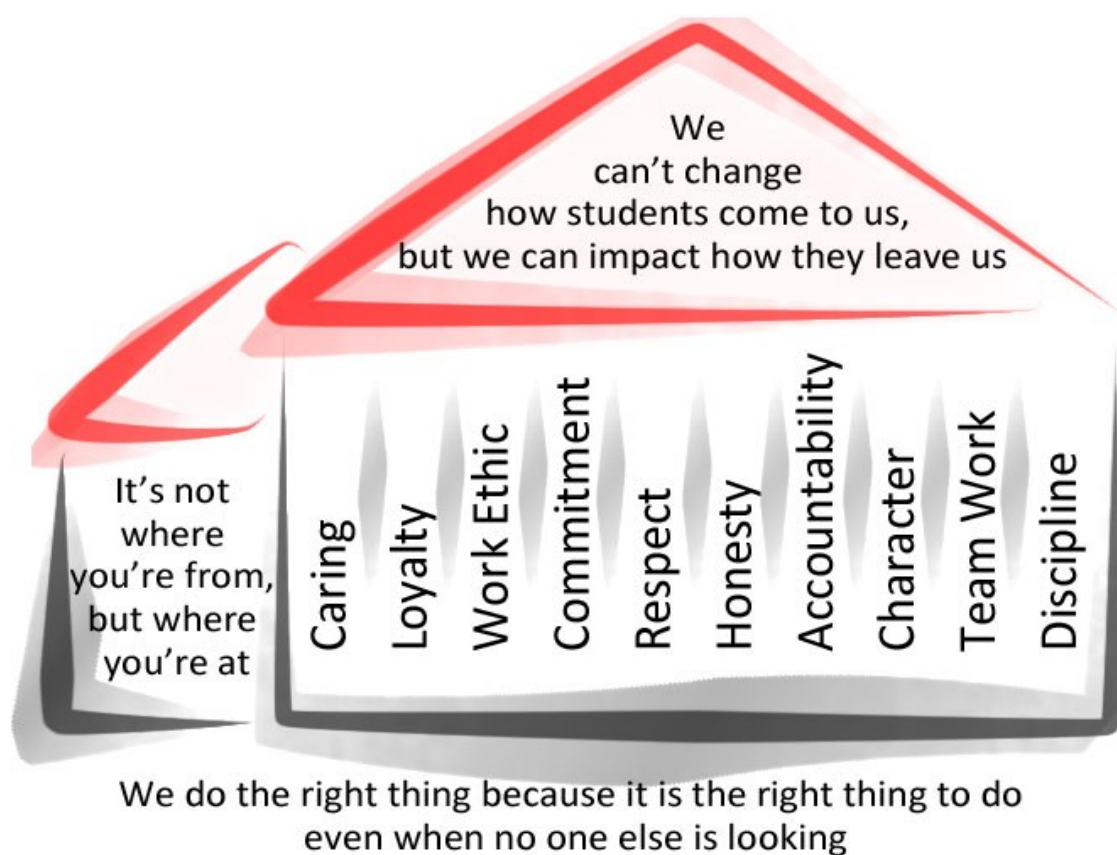 We
can’t change
how students come to us,
but we can impact how they leave us
It’s not
where
you’re from,
but where
you’re at
Caring
Loyalty
Work Ethic
Commitment
Respect
Honesty
Accountability
Character
Team Work
Discipline
We do the right thing because it is the right thing to do
even when no one else is looking